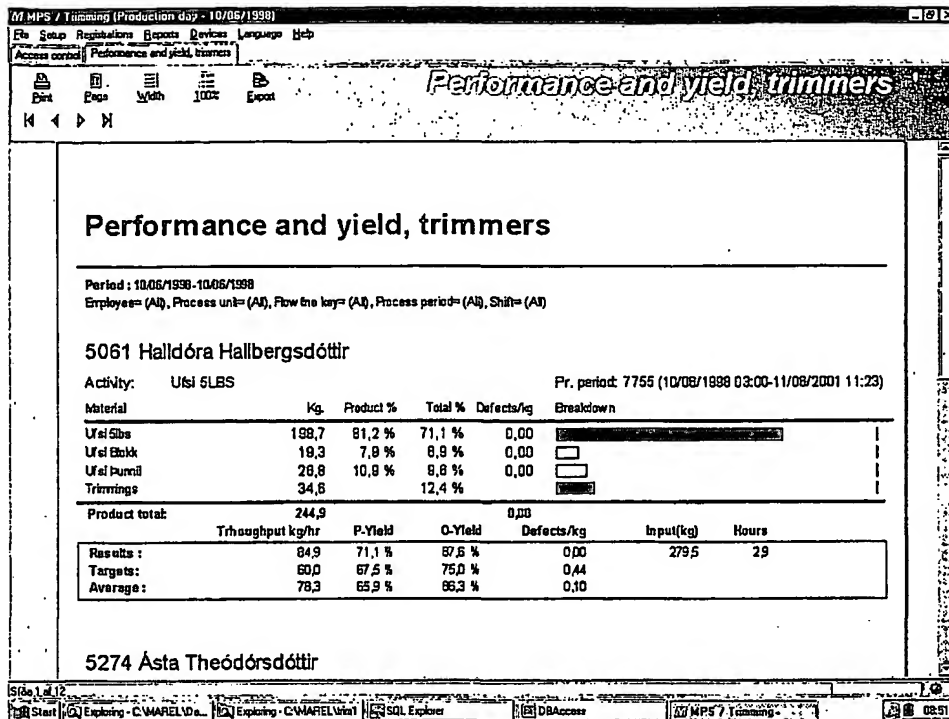 MPS / Trimming (Production day - 10/06/1998)
File Setup Registrations Reports Devices Language Help
Access control Performance and yield, trimmers
Print Page Width 100% Export
Performance and yield, trimmers
Performance and yield, trimmers
Period : 10/06/1998-10/06/1998
Employee= (All), Process unit= (All), Flow line key= (All), Process period= (All), Shift= (All)
5061 Halldóra Hallbergsdóttir
Activity: Ufsi 5LBS Pr. period: 7755 (10/08/1998 03:00-11/08/2001 11:23)
Material Kg. Product % Total % Defects/kg Breakdown
Ufsi 5lbs 198,7 81,2 % 71,1 % 0,00
Ufsi Blokk 19,3 7,9 % 6,9 % 0,00
Ufsi Þunnil 26,8 10,9 % 9,6 % 0,00
Trimmings 34,6 12,4 %
Product total: 244,9 0,00
Trhoughput kg/hr P-Yield O-Yield Defects/kg Input(kg) Hours
Results : 84,9 71,1 % 87,6 % 0,00 279,5 2,9
Targets: 60,0 67,5 % 75,0 % 0,44
Average : 78,3 65,9 % 86,3 % 0,10
5274 Ásta Theódórsdóttir
Síða 1 af 12
Start Exploring - C:\MAREL\Da... Exploring - C:\MAREL\trim1 SQL Explorer DBAccess MPS / Trimming - 08:51